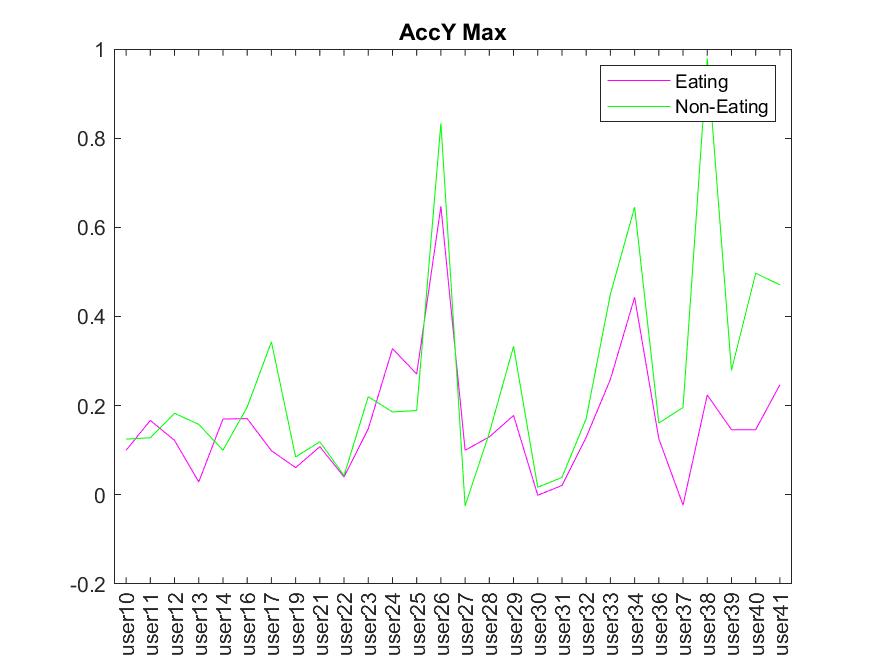 AccY Max
1
0.8
0.6
0.4
0.2
0
-0.2
Eating
Non-Eating
user10
user11
user12
user13
user14
user16
user17
user19
user21
user22
user23
user24
user25
user26
user27
user28
user29
user30
user31
user32
user33
user34
user36
user37
user38
user39
user40
user41